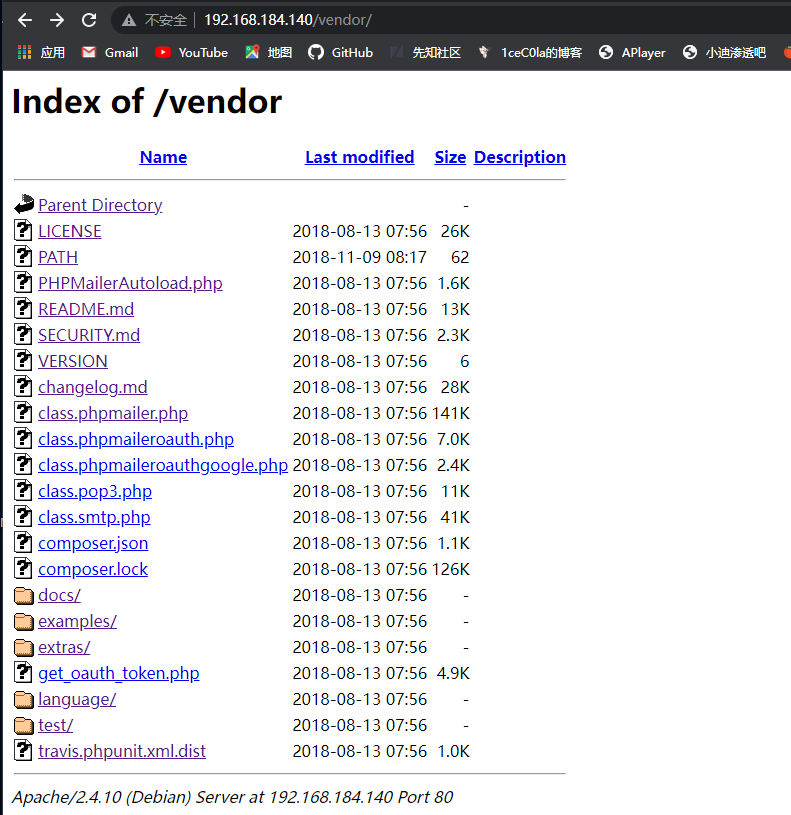 不安全 192.168.184.140/vendor/
应用 Gmail YouTube 地图 GitHub 先知社区 1ceC0la的博客 APlayer 小迪渗透吧
Index of /vendor
Name Last modified Size Description
Parent Directory -
LICENSE 2018-08-13 07:56 26K
PATH 2018-11-09 08:17 62
PHPMailerAutoload.php 2018-08-13 07:56 1.6K
README.md 2018-08-13 07:56 13K
SECURITY.md 2018-08-13 07:56 2.3K
VERSION 2018-08-13 07:56 6
changelog.md 2018-08-13 07:56 28K
class.phpmailer.php 2018-08-13 07:56 141K
class.phpmaileroauth.php 2018-08-13 07:56 7.0K
class.phpmaileroauthgoogle.php 2018-08-13 07:56 2.4K
class.pop3.php 2018-08-13 07:56 11K
class.smtp.php 2018-08-13 07:56 41K
composer.json 2018-08-13 07:56 1.1K
composer.lock 2018-08-13 07:56 126K
docs/ 2018-08-13 07:56 -
examples/ 2018-08-13 07:56 -
extras/ 2018-08-13 07:56 -
get_oauth_token.php 2018-08-13 07:56 4.9K
language/ 2018-08-13 07:56 -
test/ 2018-08-13 07:56 -
travis.phpunit.xml.dist 2018-08-13 07:56 1.0K
Apache/2.4.10 (Debian) Server at 192.168.184.140 Port 80